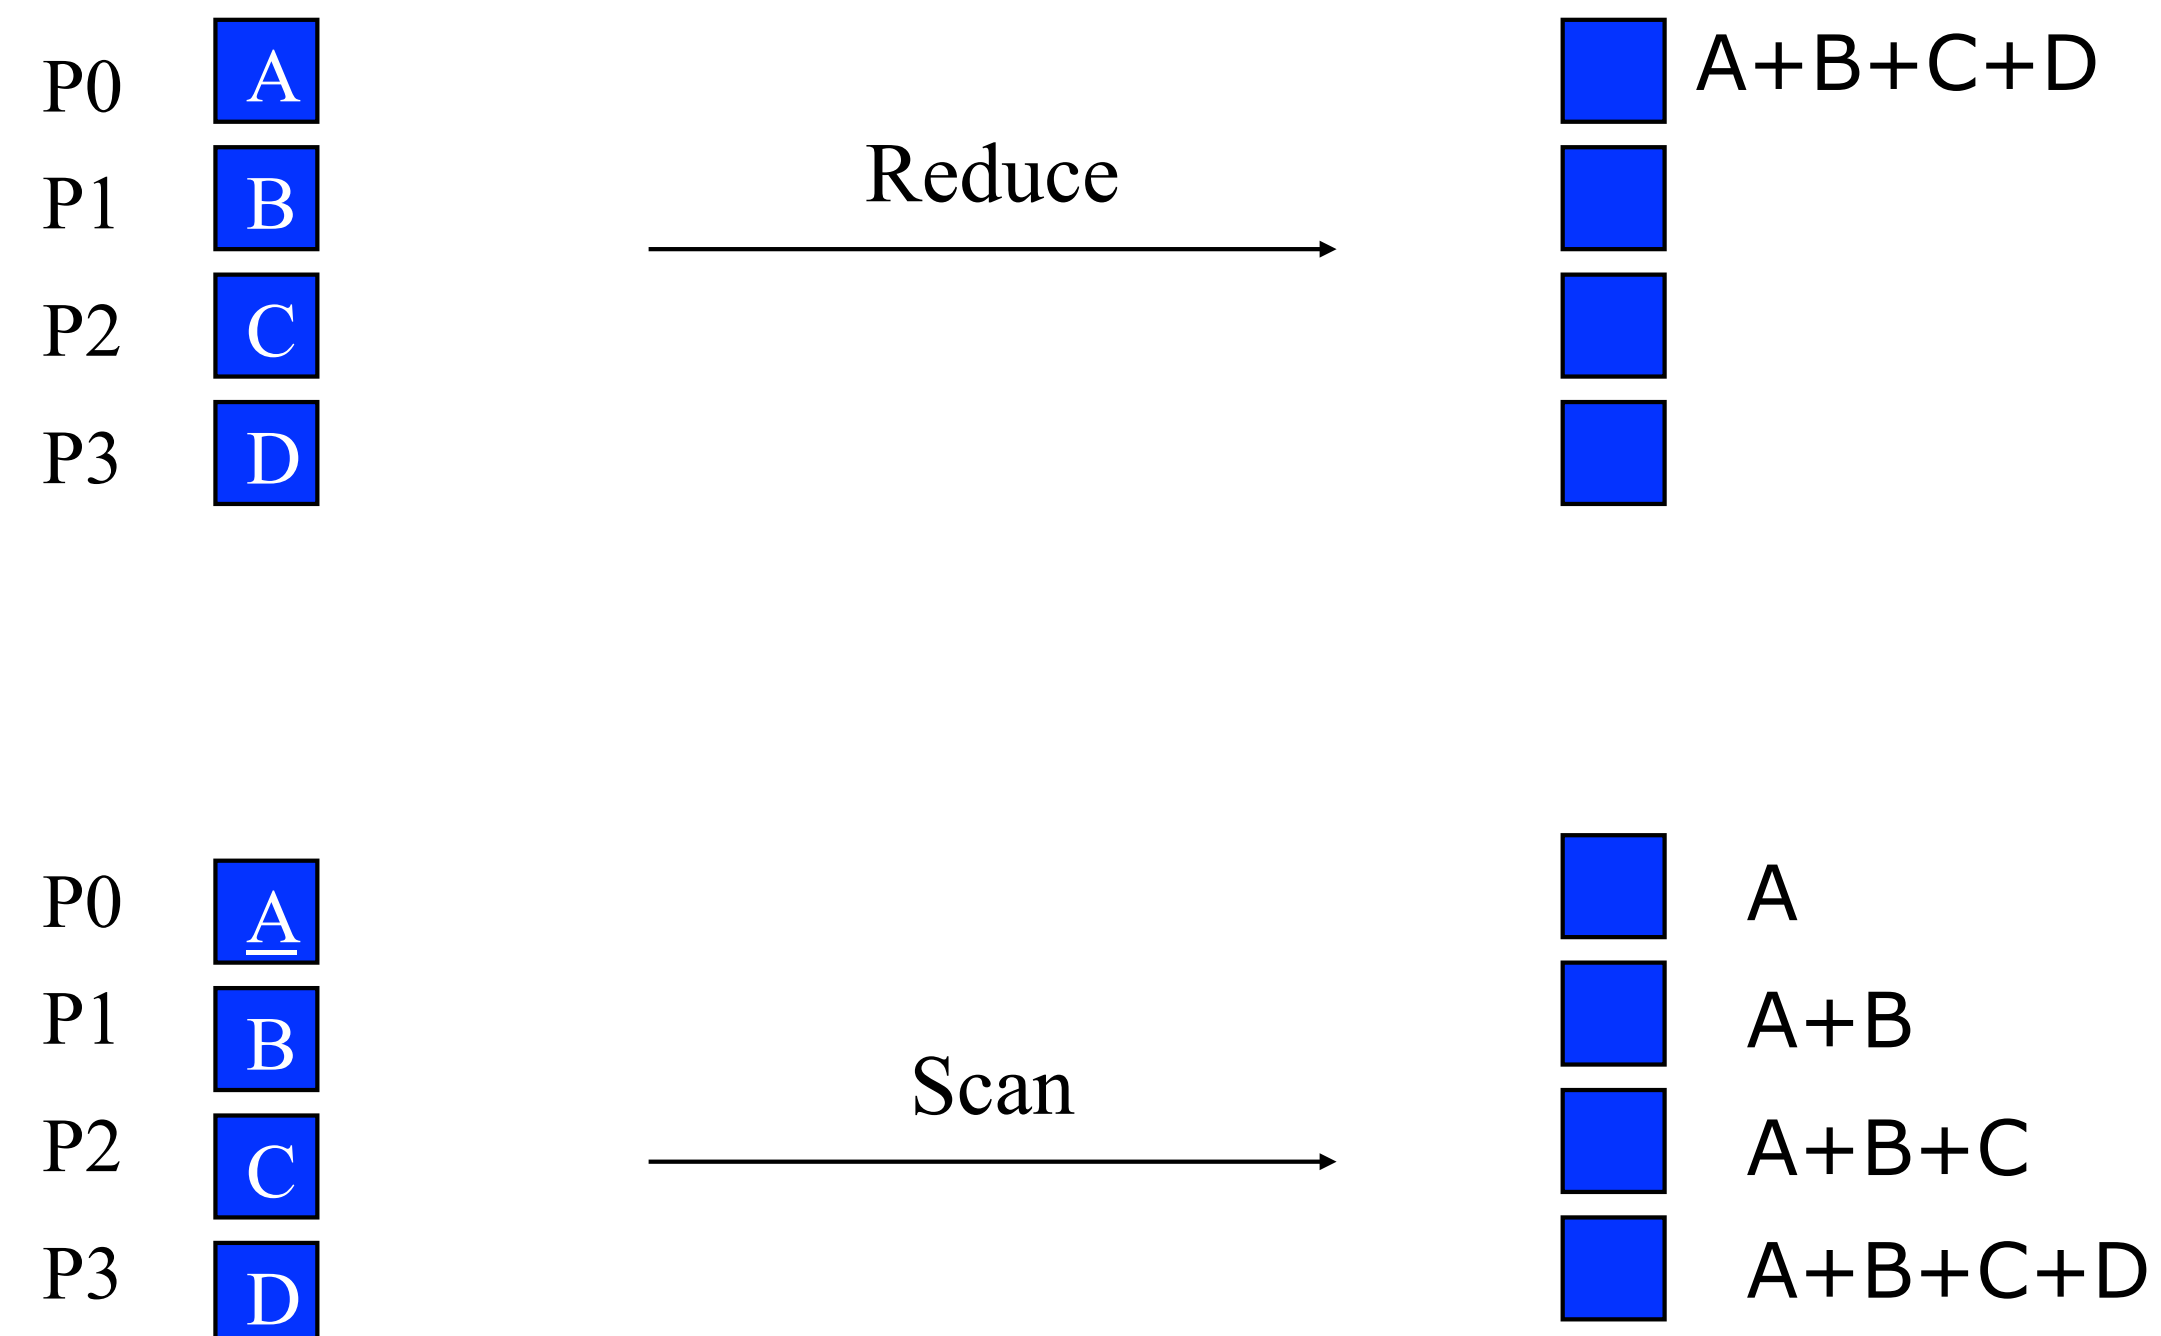 P0 A A+B+C+D
Reduce
P1 B
P2 C
P3 D
P0 A A
P1 B A+B
Scan
P2 C A+B+C
P3 D A+B+C+D